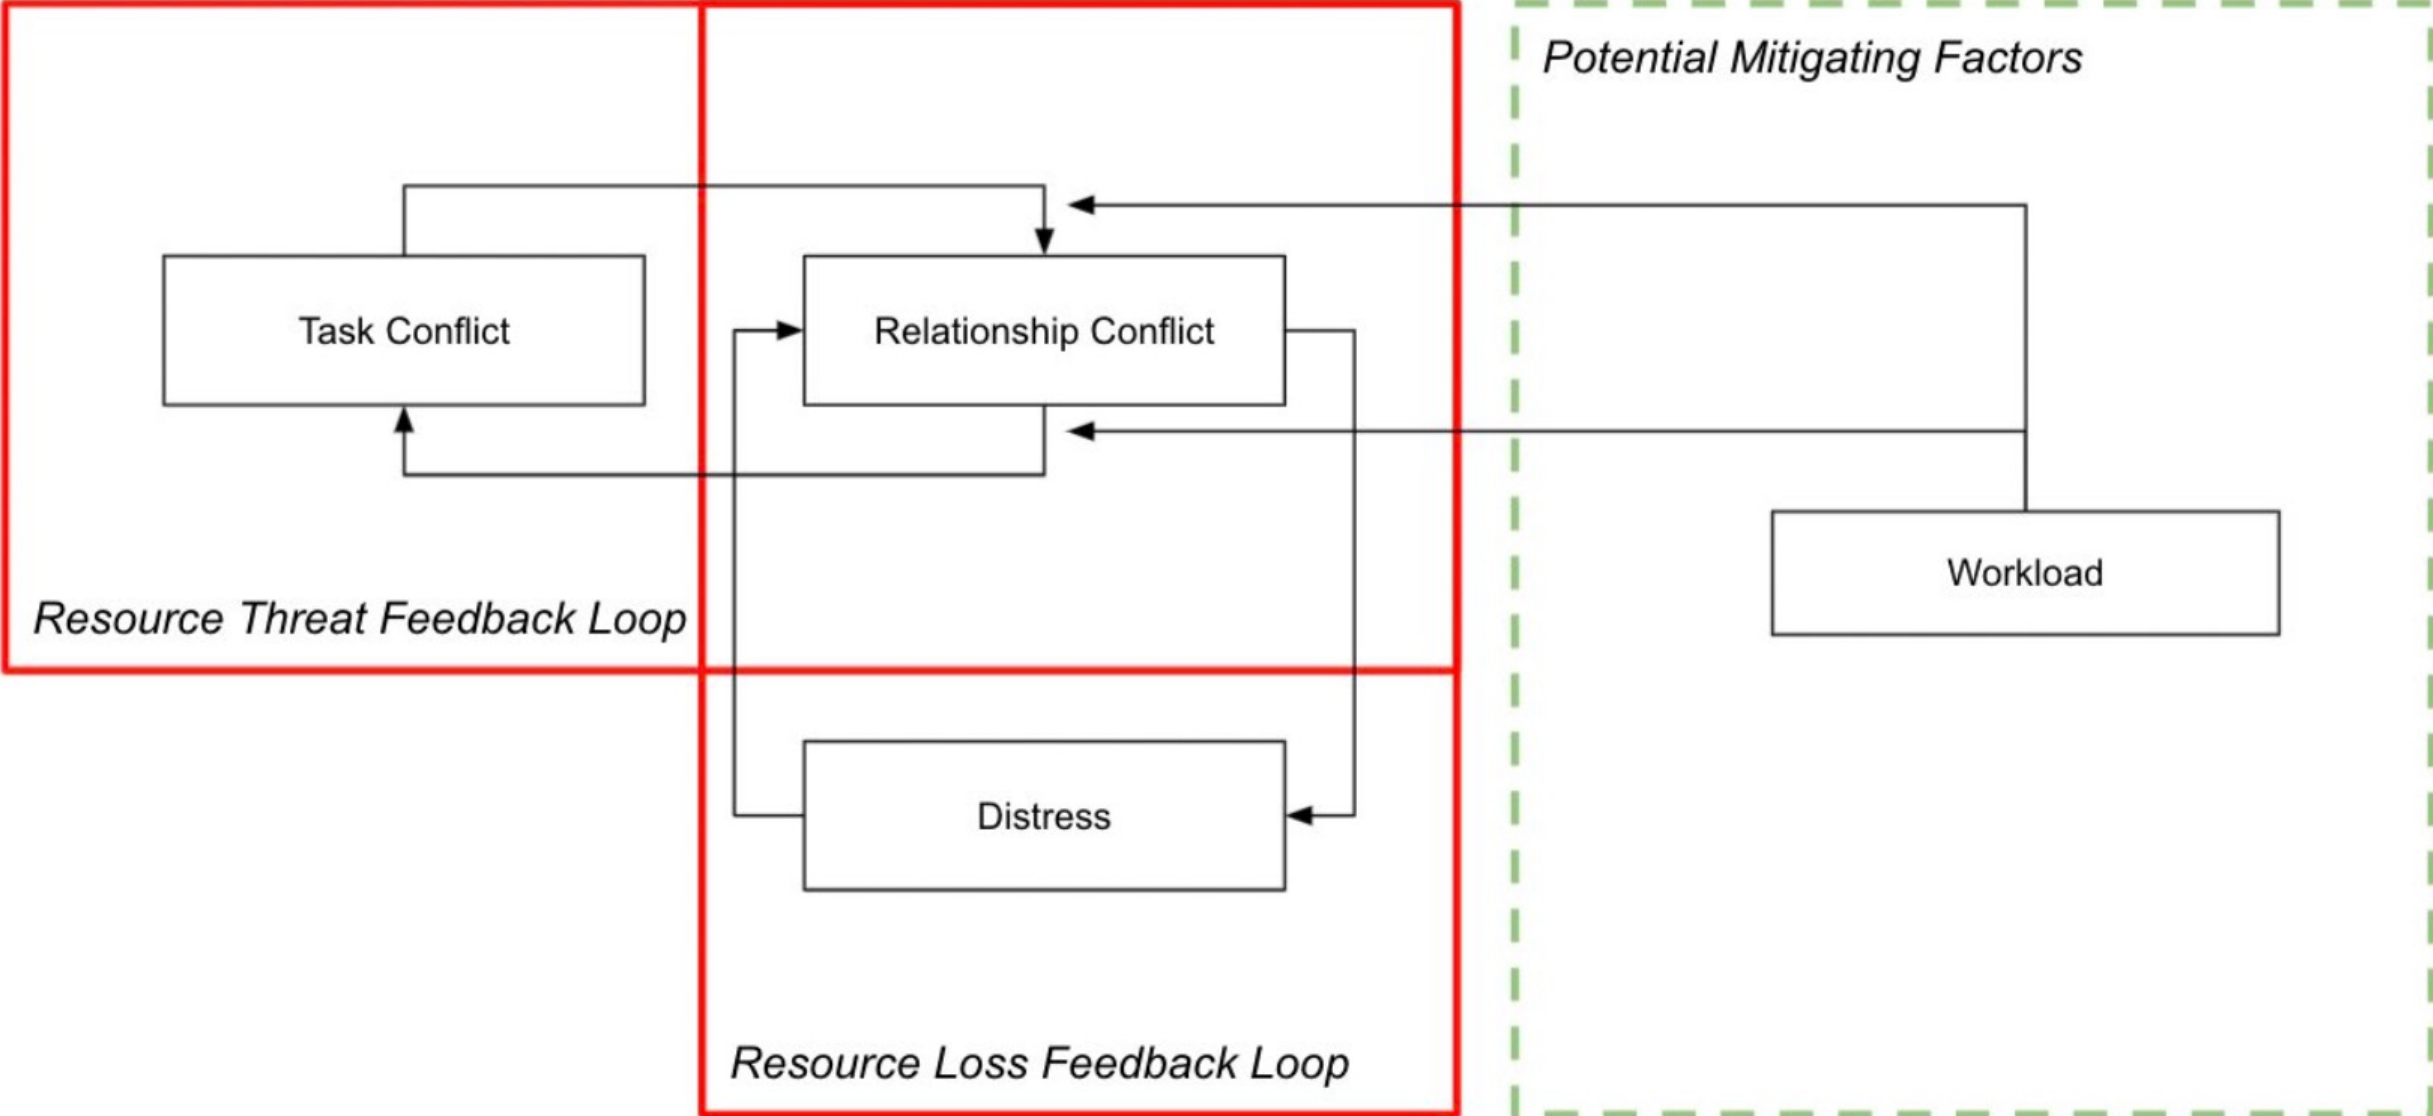 Potential Mitigating Factors
Task Conflict
Relationship Conflict
Workload
Resource Threat Feedback Loop
Distress
Resource Loss Feedback Loop